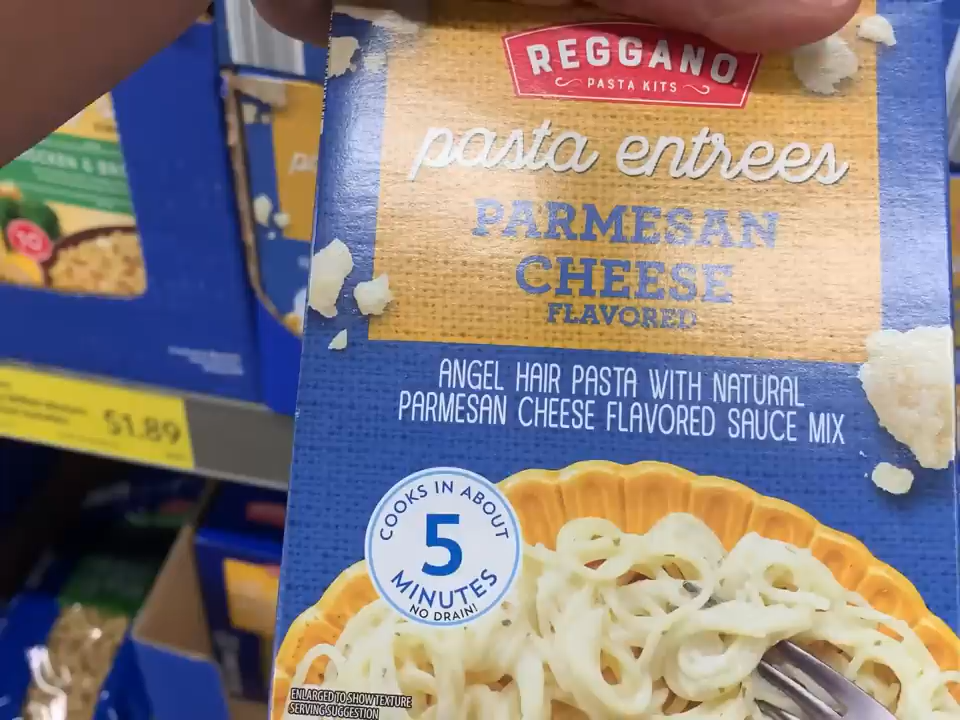 REGGANO
PASTA KITS
pasta entrees
PARMESAN
CHEESE
FLAVORED
ANGEL HAIR PASTA WITH NATURAL
PARMESAN CHEESE FLAVORED SAUCE MIX
COOKS IN ABOUT
5
MINUTES
NO DRAIN!
ENLARGED TO SHOW TEXTURE
SERVING SUGGESTION
$1.89